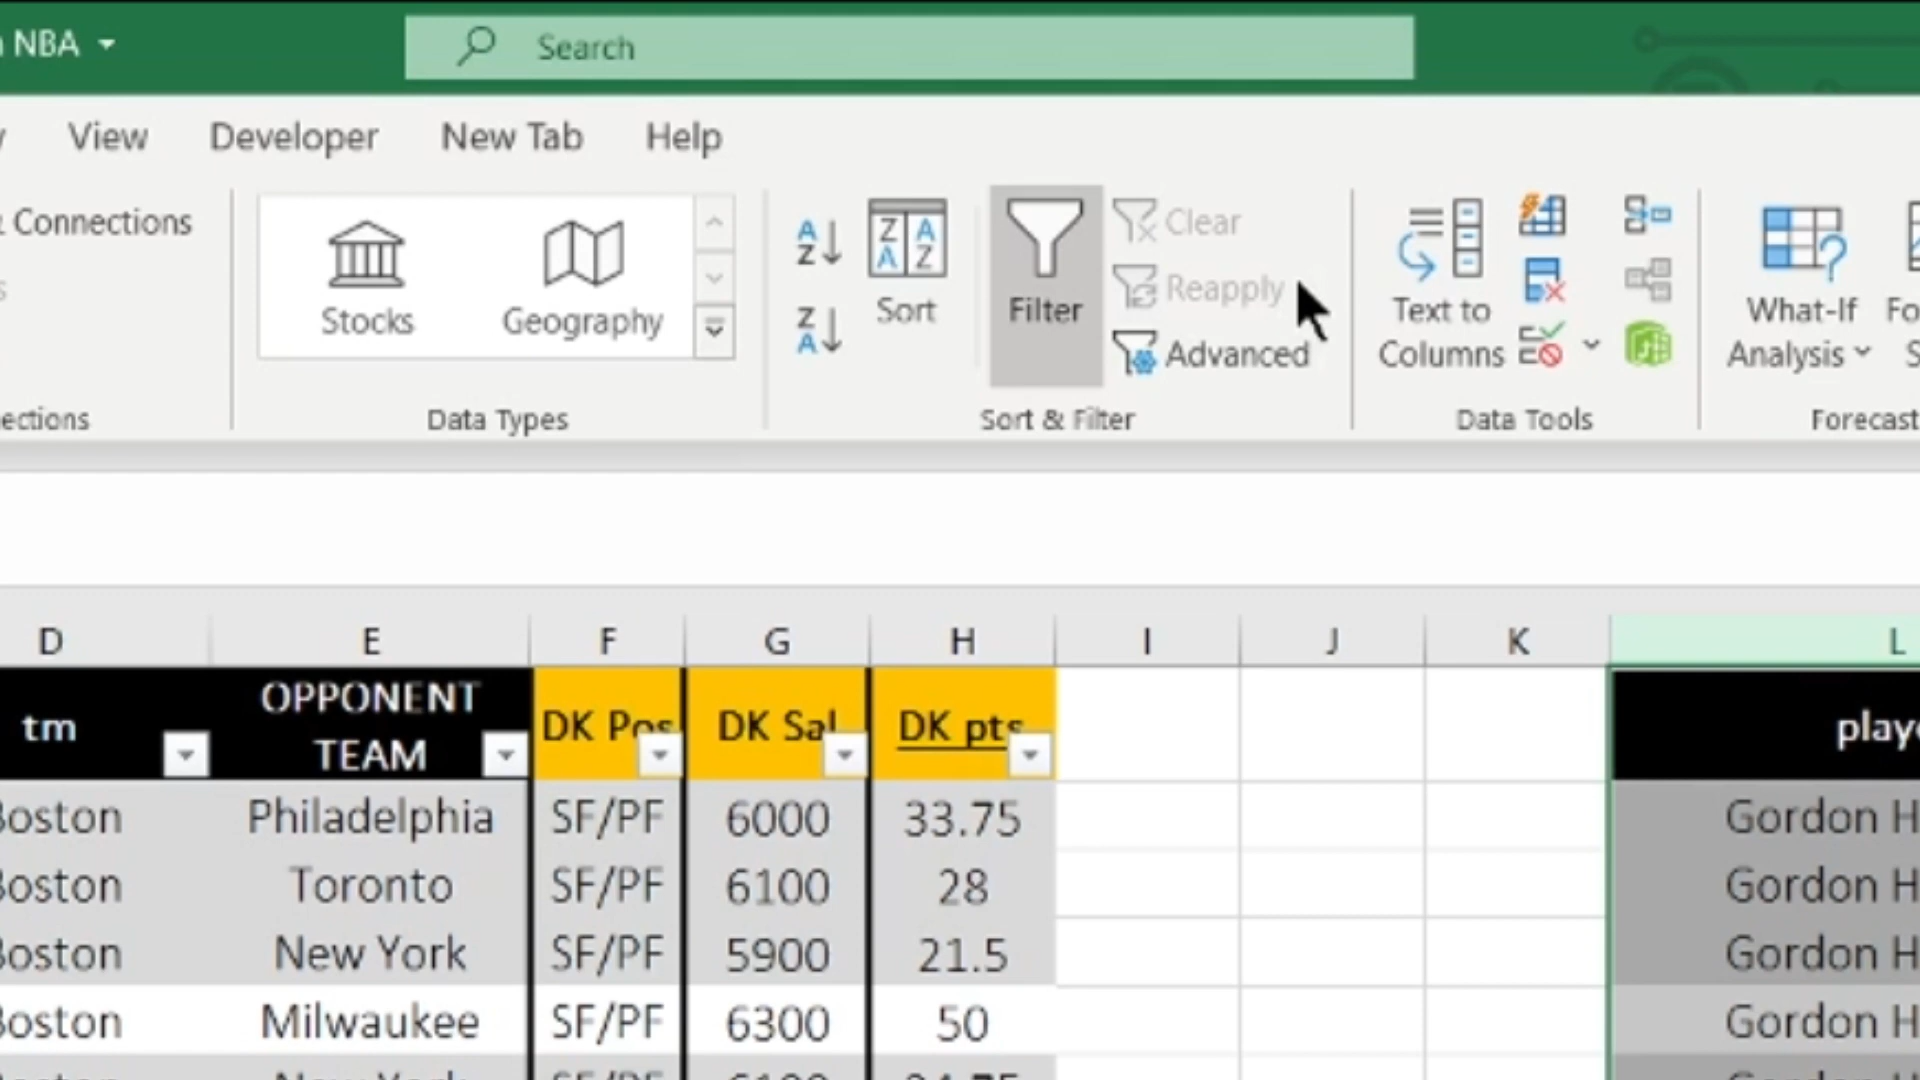 NBA
Search
View Developer New Tab Help
& Connections
Stocks Geography
Sort
Filter
Clear
Reapply
Advanced
Text to
Columns
What-If
Analysis
Data Types
Sort & Filter
Data Tools
Forecast
D E F G H I J K L
tm OPPONENT
TEAM DK Pos DK Sal DK pts
Boston Philadelphia SF/PF 6000 33.75 Gordon H
Boston Toronto SF/PF 6100 28 Gordon H
Boston New York SF/PF 5900 21.5 Gordon H
Boston Milwaukee SF/PF 6300 50 Gordon H